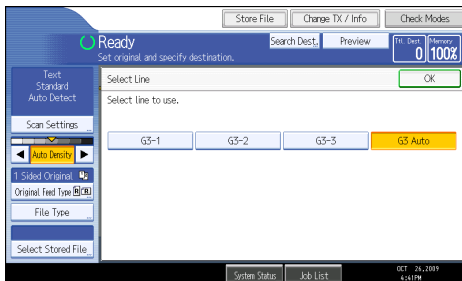 Store File
Change TX / Info
Check Modes
Ready
Search Dest.
Preview
Ttl. Dest.
0
Memory
100%
Set original and specify destination.
Text
Standard
Auto Detect
Scan Settings
Auto Density
1 Sided Original
Original Feed Type
File Type
Select Stored File
Select Line
OK
Select line to use.
G3-1
G3-2
G3-3
G3 Auto
System Status
Job List
OCT 26,2009
4:41PM